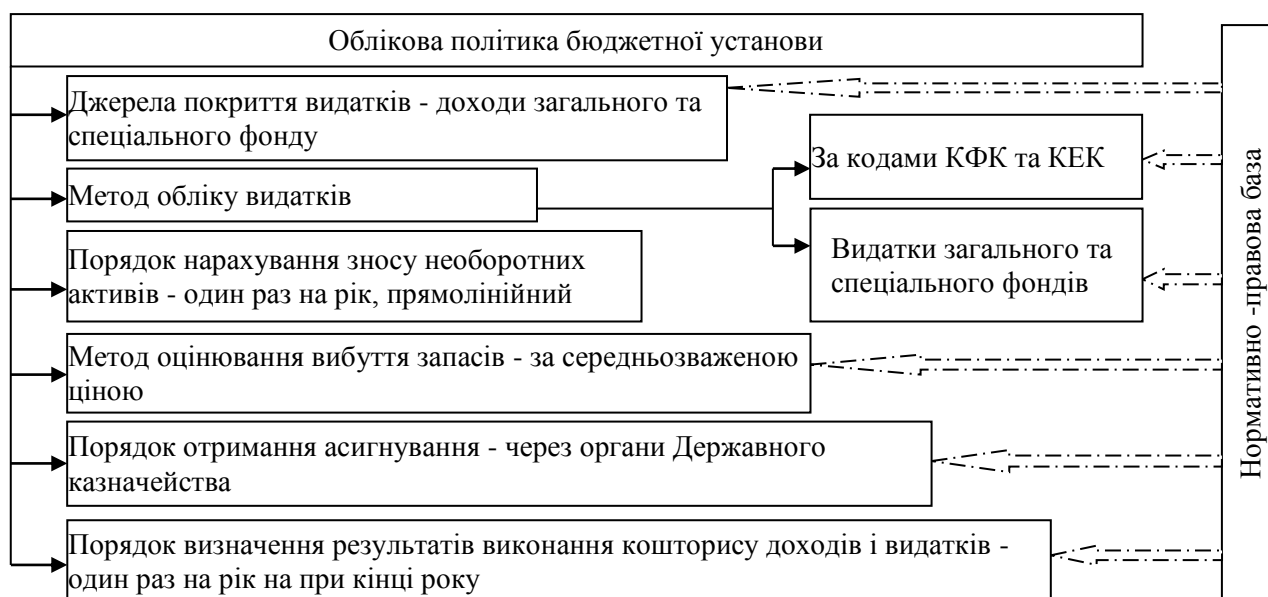 Облікова політика бюджетної установи
Джерела покриття видатків - доходи загального та
спеціального фонду
За кодами КФК та КЕК
Метод обліку видатків
Видатки загального та
спеціального фондів
Порядок нарахування зносу необоротних
активів - один раз на рік, прямолінійний
Метод оцінювання вибуття запасів - за середньозваженою
ціною
Порядок отримання асигнування - через органи Державного
казначейства
Порядок визначення результатів виконання кошторису доходів і видатків -
один раз на рік на при кінці року
Нормативно -правова база